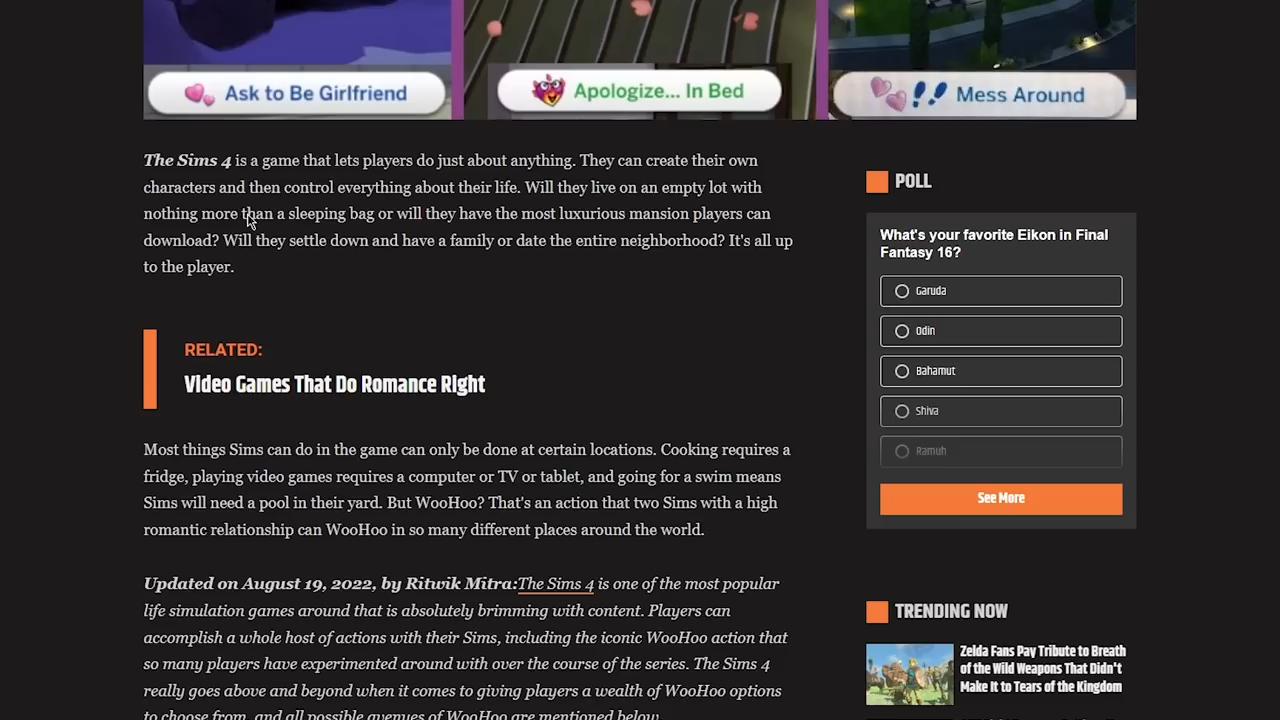 Ask to Be Girlfriend
Apologize... In Bed
Mess Around
The Sims 4 is a game that lets players do just about anything. They can create their own
characters and then control everything about their life. Will they live on an empty lot with
nothing more than a sleeping bag or will they have the most luxurious mansion players can
download? Will they settle down and have a family or date the entire neighborhood? It's all up
to the player.
RELATED:
Video Games That Do Romance Right
Most things Sims can do in the game can only be done at certain locations. Cooking requires a
fridge, playing video games requires a computer or TV or tablet, and going for a swim means
Sims will need a pool in their yard. But WooHoo? That's an action that two Sims with a high
romantic relationship can WooHoo in so many different places around the world.
Updated on August 19, 2022, by Ritwik Mitra:The Sims 4 is one of the most popular
life simulation games around that is absolutely brimming with content. Players can
accomplish a whole host of actions with their Sims, including the iconic WooHoo action that
so many players have experimented around with over the course of the series. The Sims 4
really goes above and beyond when it comes to giving players a wealth of WooHoo options
to choose from, and all possible avenues of WooHoo are mentioned below.
POLL
What's your favorite Eikon in Final
Fantasy 16?
Garuda
Odin
Bahamut
Shiva
Ramuh
See More
TRENDING NOW
Zelda Fans Pay Tribute to Breath
of the Wild Weapons That Didn't
Make It to Tears of the Kingdom